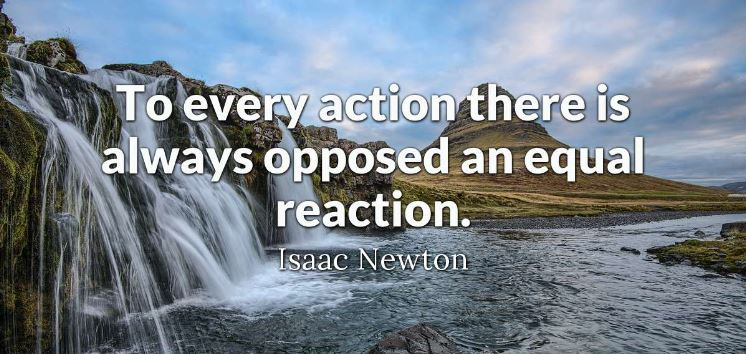 To every action there is
always opposed an equal
reaction.
Isaac Newton